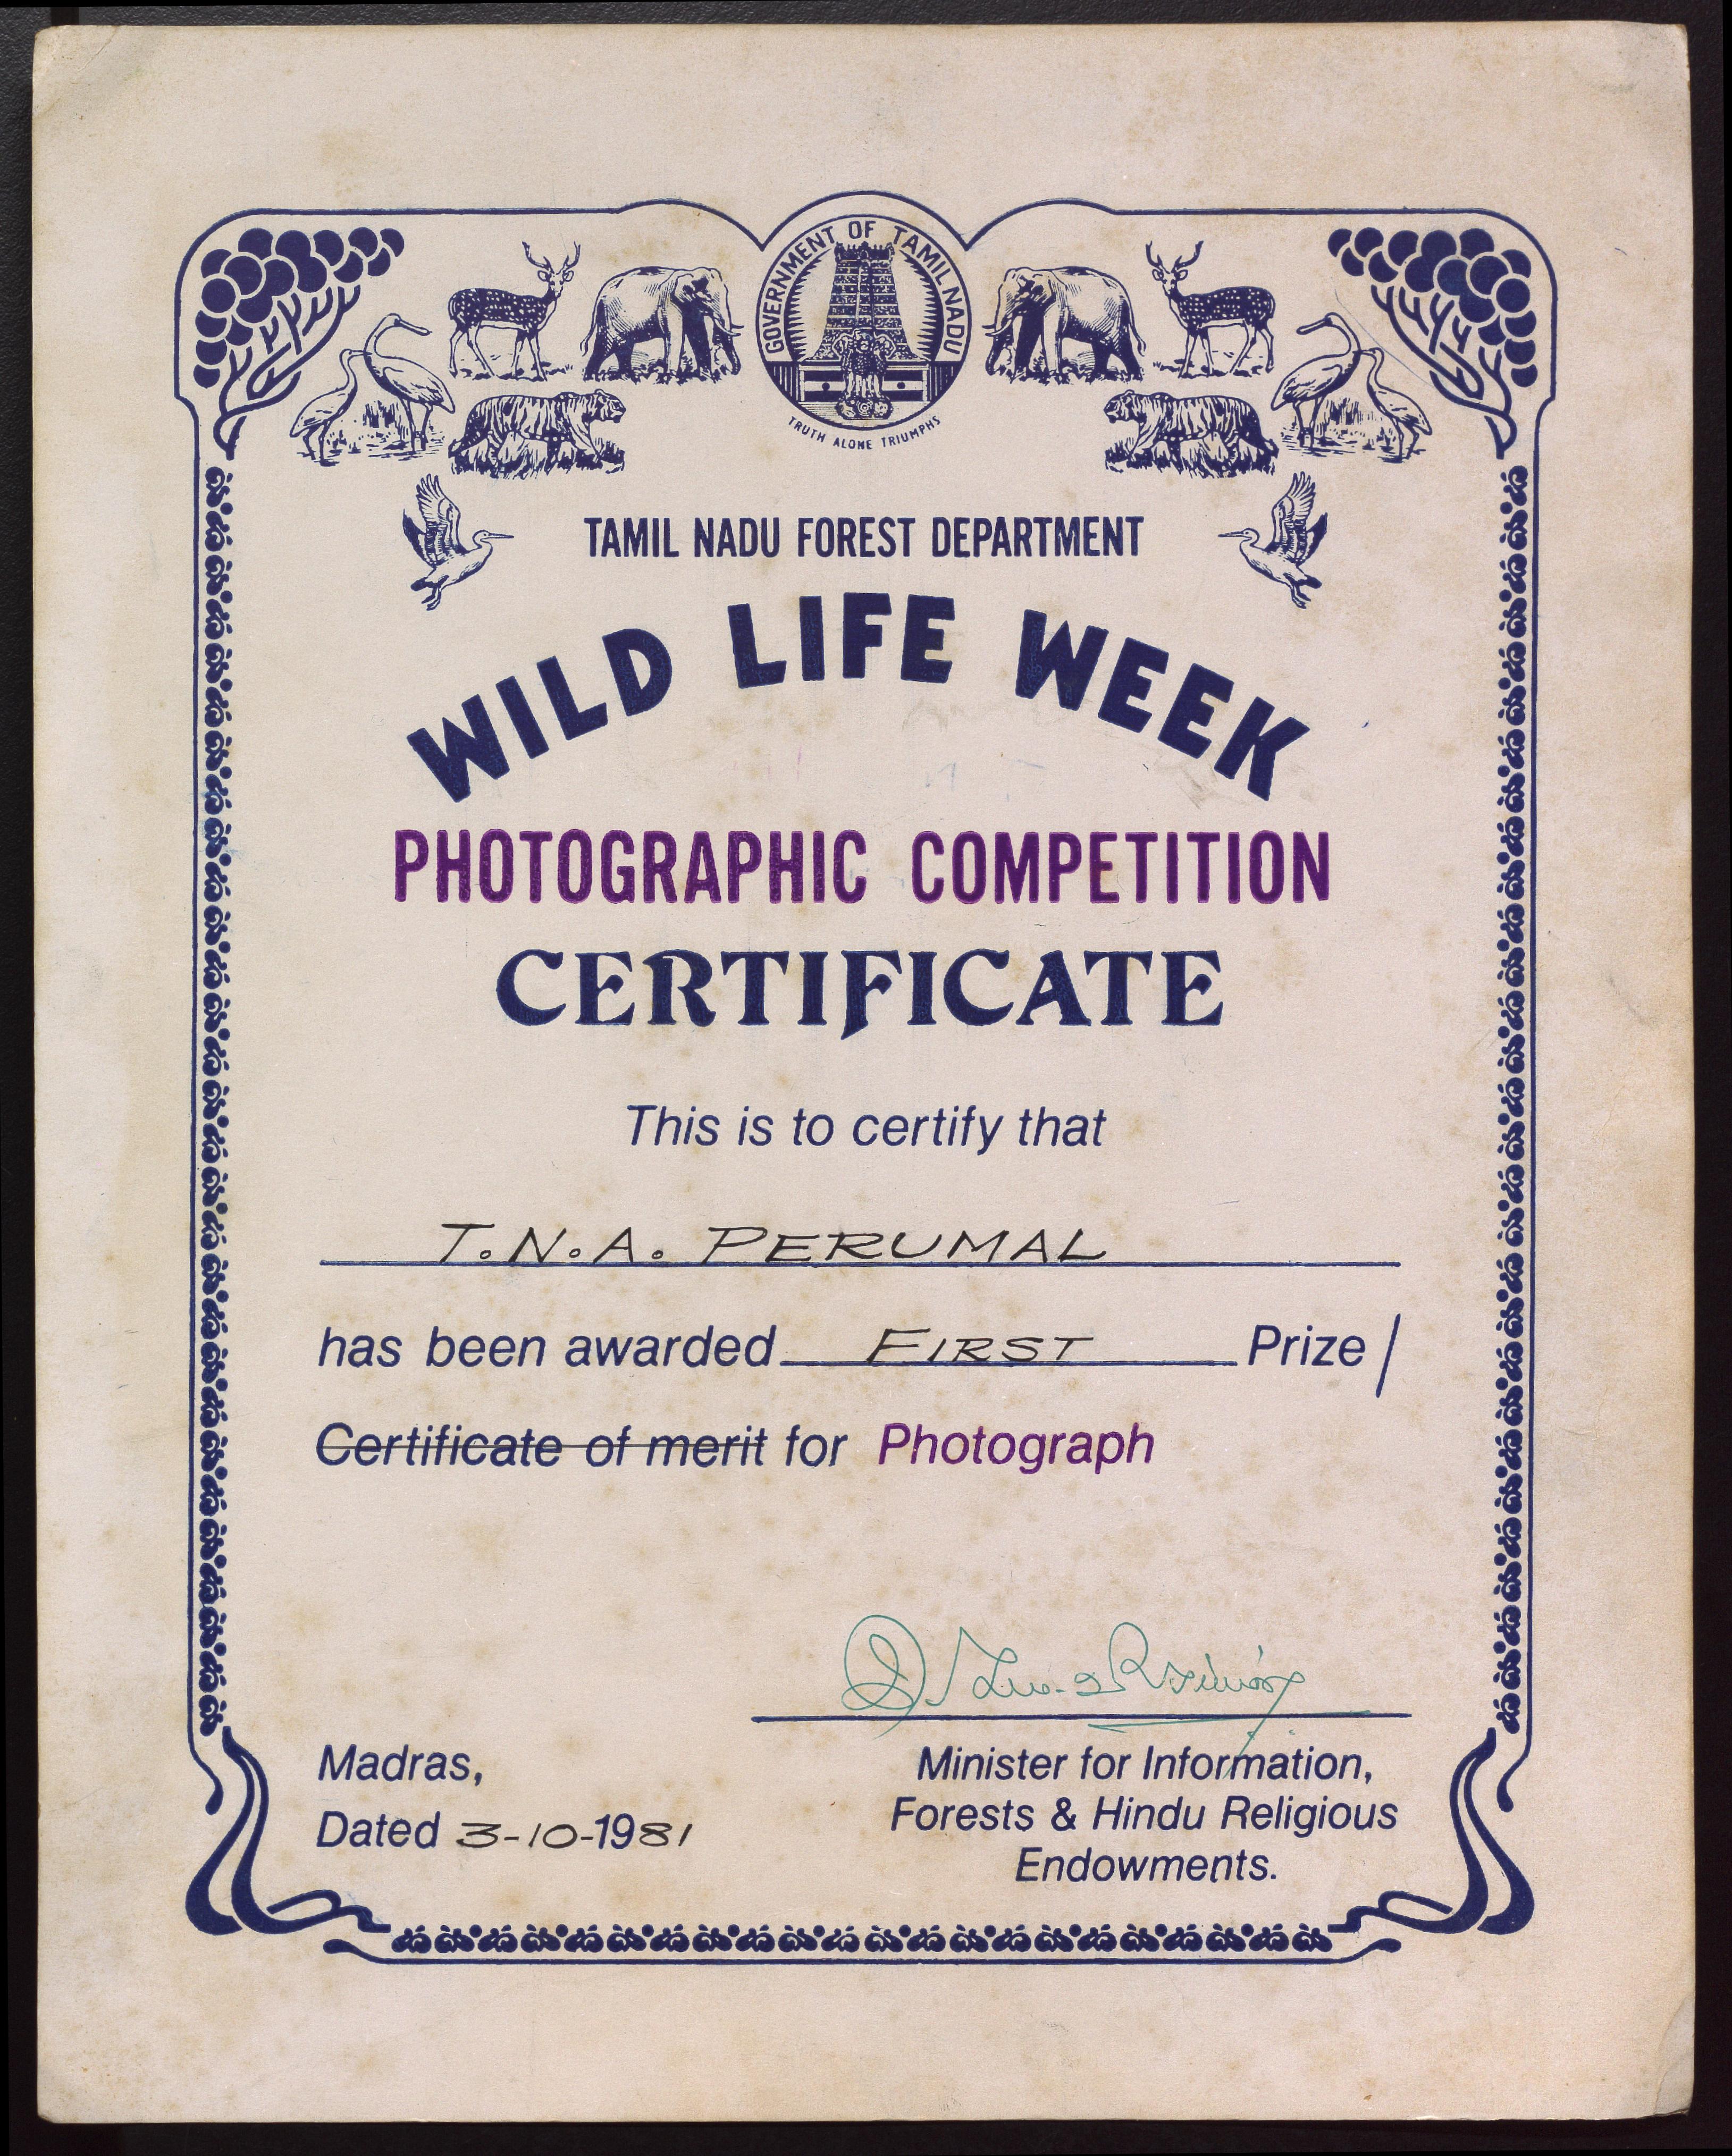 GOVERNMENT OF TAMIL NADU
TRUTH ALONE TRIUMPHS
TAMIL NADU FOREST DEPARTMENT
WILD LIFE WEEK
PHOTOGRAPHIC COMPETITION
CERTIFICATE
This is to certify that
T.N.A. PERUMAL
has been awarded FIRST Prize /
Certificate of merit for Photograph
Madras,
Dated 3-10-1981
Minister for Information,
Forests & Hindu Religious
Endowments.